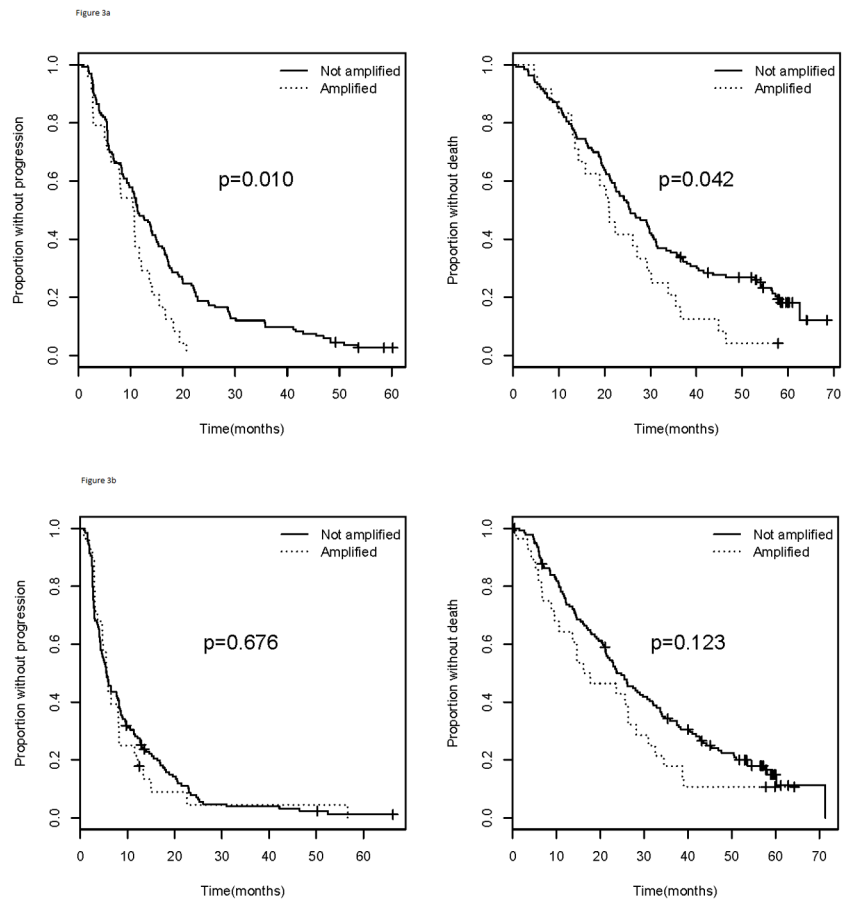 Figure 3a
Not amplified
Amplified
p=0.010
Proportion without progression
1.0
0.8
0.6
0.4
0.2
0.0
0 10 20 30 40 50 60
Time(months)
Not amplified
Amplified
p=0.042
Proportion without death
1.0
0.8
0.6
0.4
0.2
0.0
0 10 20 30 40 50 60 70
Time(months)
Figure 3b
Not amplified
Amplified
p=0.676
Proportion without progression
1.0
0.8
0.6
0.4
0.2
0.0
0 10 20 30 40 50 60
Time(months)
Not amplified
Amplified
p=0.123
Proportion without death
1.0
0.8
0.6
0.4
0.2
0.0
0 10 20 30 40 50 60 70
Time(months)